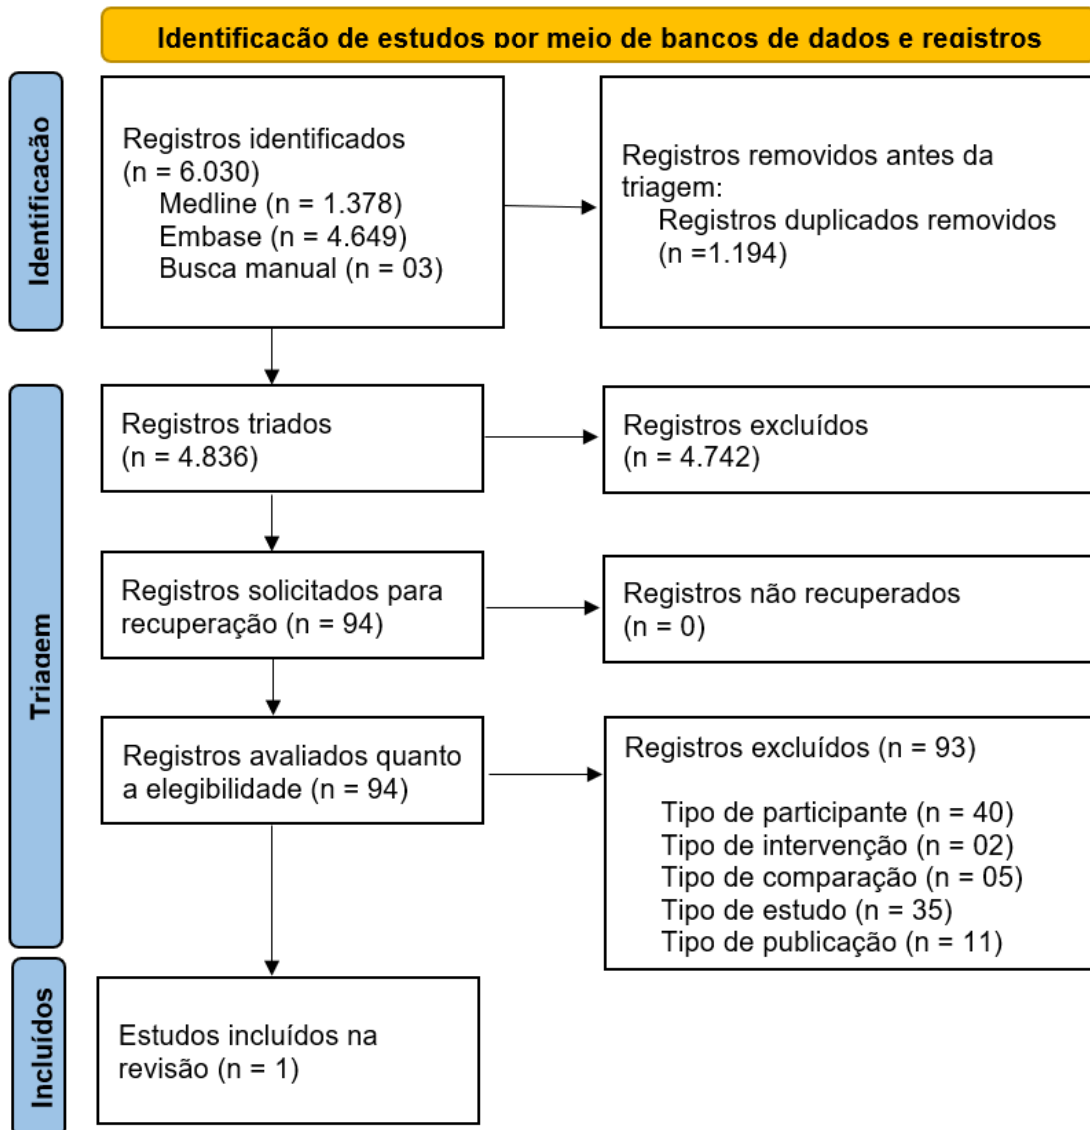 Identificação de estudos por meio de bancos de dados e registros
Identificação
Registros identificados
(n = 6.030)
Medline (n = 1.378)
Embase (n = 4.649)
Busca manual (n = 03)
Registros removidos antes da
triagem:
Registros duplicados removidos
(n =1.194)
Triagem
Registros triados
(n = 4.836)
Registros excluídos
(n = 4.742)
Registros solicitados para
recuperação (n = 94)
Registros não recuperados
(n = 0)
Registros avaliados quanto
a elegibilidade (n = 94)
Registros excluídos (n = 93)
Tipo de participante (n = 40)
Tipo de intervenção (n = 02)
Tipo de comparação (n = 05)
Tipo de estudo (n = 35)
Tipo de publicação (n = 11)
Incluídos
Estudos incluídos na
revisão (n = 1)